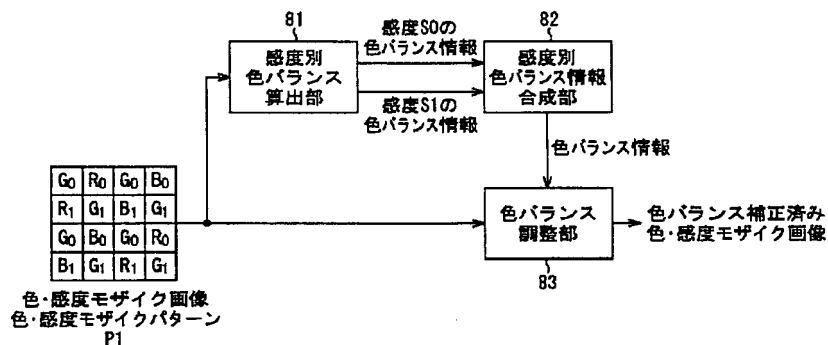 81
感度別
色バランス
算出部
感度S0の
色バランス情報
感度S1の
色バランス情報
82
感度別
色バランス情報
合成部
色バランス情報
G0 R0 G0 B0
R1 G1 B1 G1
G0 B0 G0 R0
B1 G1 R1 G1
色・感度モザイク画像
色・感度モザイクパターン
P1
色バランス
調整部
83
色バランス補正済み
色・感度モザイク画像